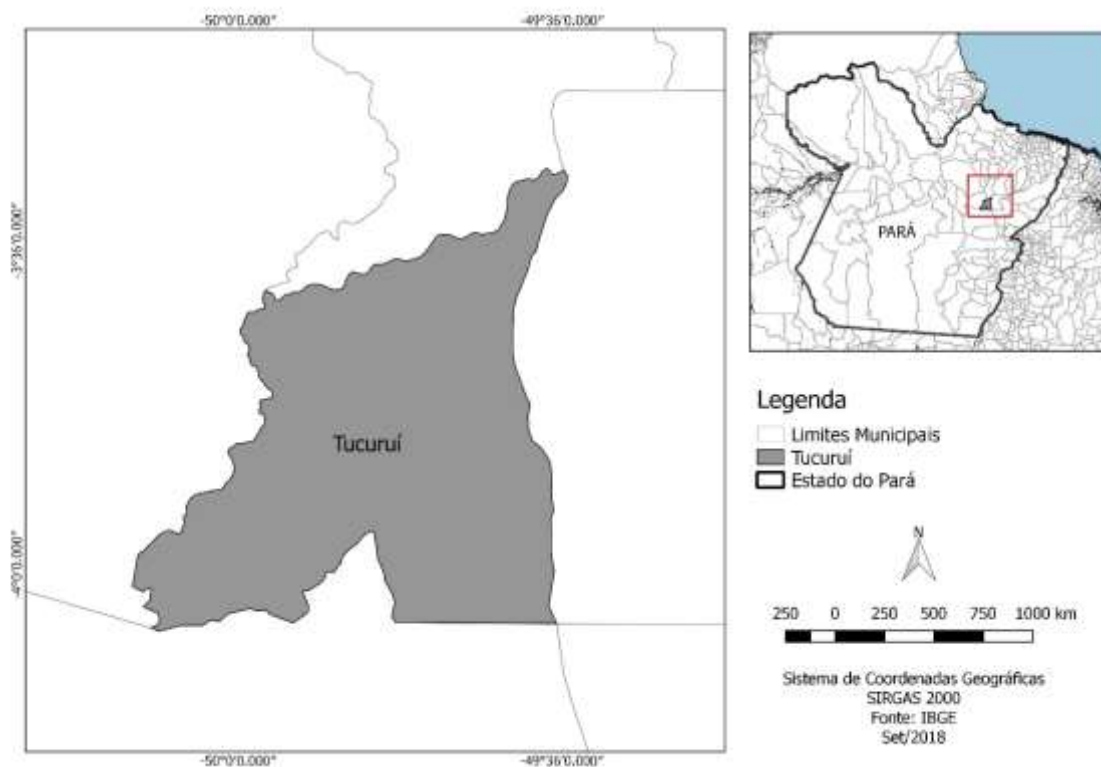 -50°0'0.000"
-49°36'0.000"
-3°36'0.000"
-4°0'0.000"
Tucuruí
-50°0'0.000"
-49°36'0.000"
PARÁ
Legenda
Limites Municipais
Tucuruí
Estado do Pará
N
250 0 250 500 750 1000 km
Sistema de Coordenadas Geográficas
SIRGAS 2000
Fonte: IBGE
Set/2018